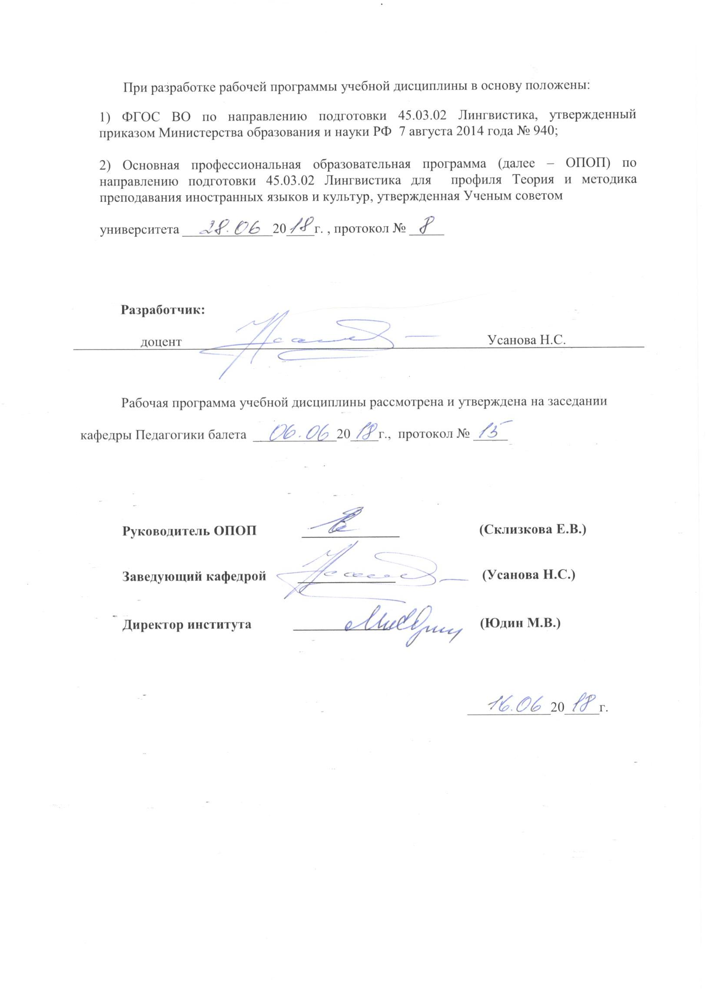 При разработке рабочей программы учебной дисциплины в основу положены:
1) ФГОС ВО по направлению подготовки 45.03.02 Лингвистика, утвержденный
приказом Министерства образования и науки РФ 7 августа 2014 года № 940;
2) Основная профессиональная образовательная программа (далее – ОПОП) по
направлению подготовки 45.03.02 Лингвистика для профиля Теория и методика
преподавания иностранных языков и культур, утвержденная Ученым советом
университета 28.06 2018г. , протокол № 8
Разработчик:
доцент Усанова Н.С.
Рабочая программа учебной дисциплины рассмотрена и утверждена на заседании
кафедры Педагогики балета 06.06 2018г., протокол № 15
Руководитель ОПОП (Склизкова Е.В.)
Заведующий кафедрой (Усанова Н.С.)
Директор института (Юдин М.В.)
16.06 2018г.